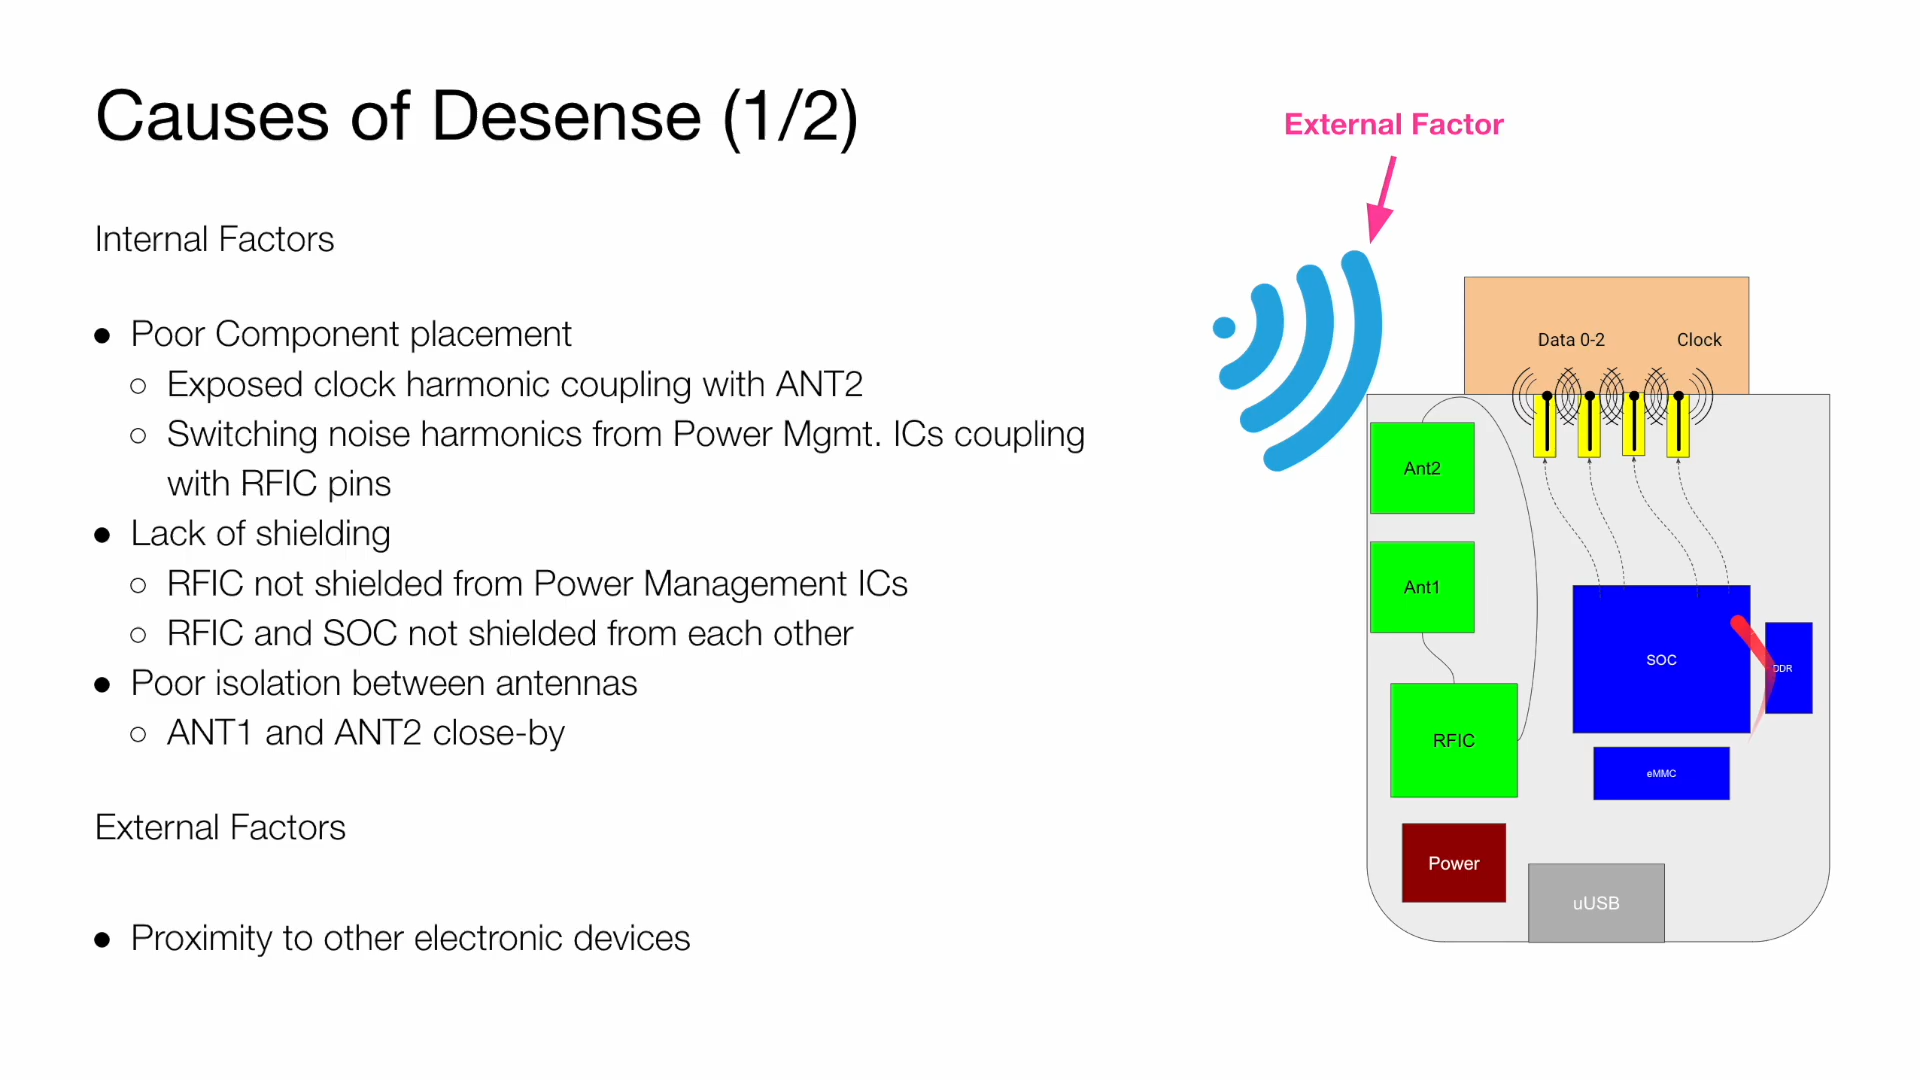 Causes of Desense (1/2)
Internal Factors
● Poor Component placement
○ Exposed clock harmonic coupling with ANT2
○ Switching noise harmonics from Power Mgmt. ICs coupling
with RFIC pins
● Lack of shielding
○ RFIC not shielded from Power Management ICs
○ RFIC and SOC not shielded from each other
● Poor isolation between antennas
○ ANT1 and ANT2 close-by
External Factors
● Proximity to other electronic devices
External Factor
Data 0-2
Clock
Ant2
Ant1
SOC
DDR
RFIC
eMMC
Power
uUSB